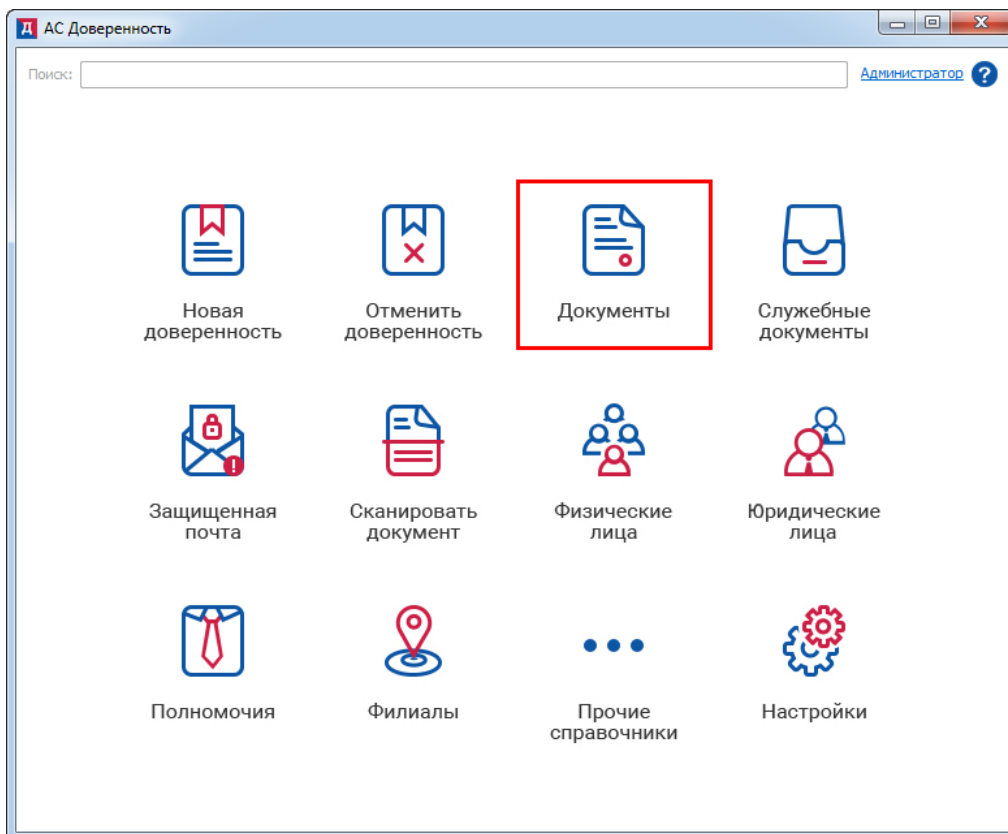 АС Доверенность
Поиск:
Администратор
?
Новая
доверенность
Отменить
доверенность
Документы
Служебные
документы
Защищенная
почта
Сканировать
документ
Физические
лица
Юридические
лица
Полномочия
Филиалы
Прочие
справочники
Настройки